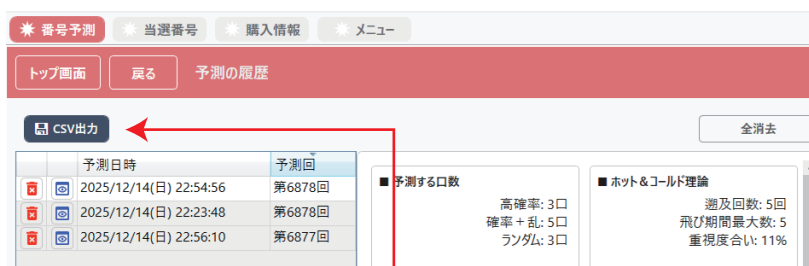 番号予測 当選番号 購入情報 メニュー
トップ画面 戻る 予測の履歴
CSV出力 全消去
予測日時 予測回
2025/12/14(日) 22:54:56 第6878回
2025/12/14(日) 22:23:48 第6878回
2025/12/14(日) 22:56:10 第6877回
■ 予測する口数
高確率: 3口
確率＋乱: 5口
ランダム: 3口
■ ホット＆コールド理論
遡及回数: 5回
飛び期間最大数: 5
重視度合い: 11%